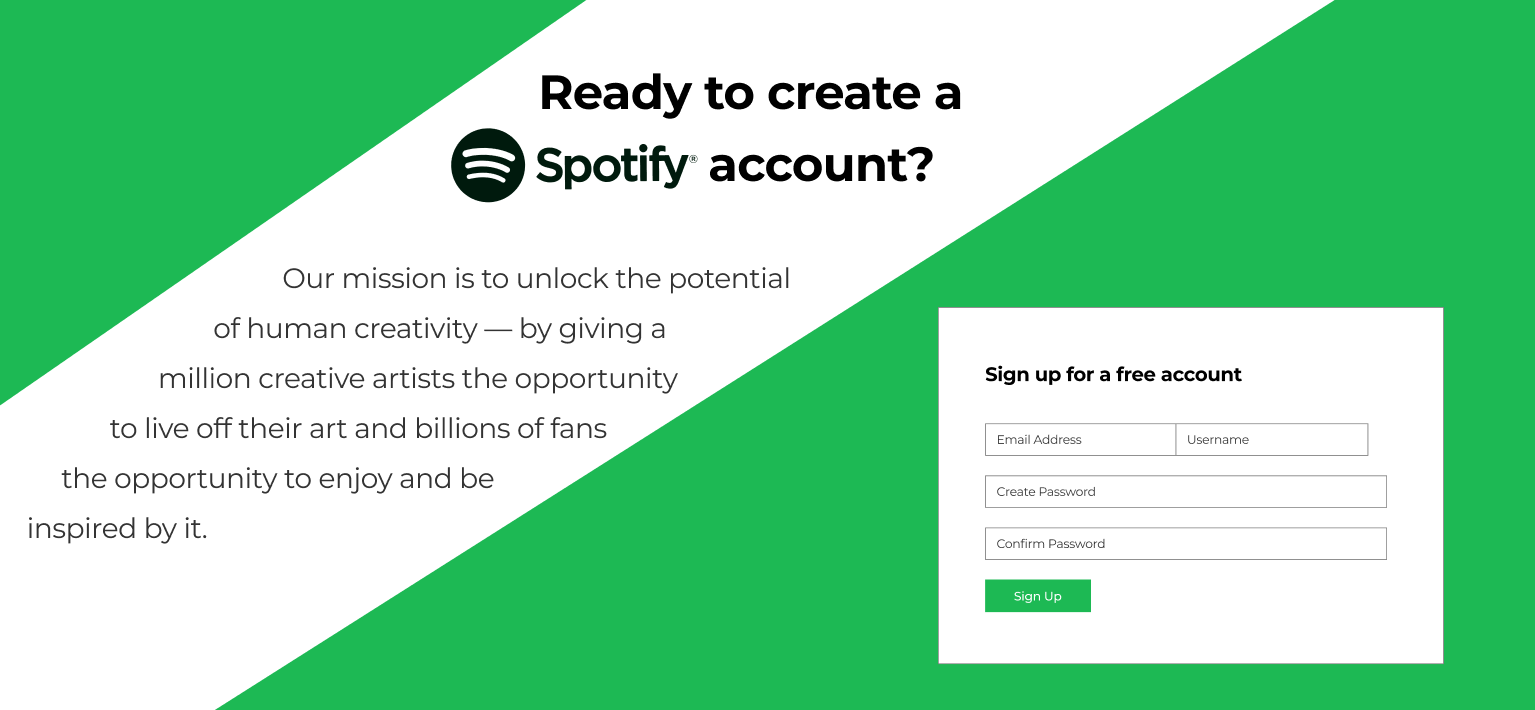 Ready to create a
Spotify® account?
Our mission is to unlock the potential
of human creativity — by giving a
million creative artists the opportunity
to live off their art and billions of fans
the opportunity to enjoy and be
inspired by it.
Sign up for a free account
Email Address Username
Create Password
Confirm Password
Sign Up